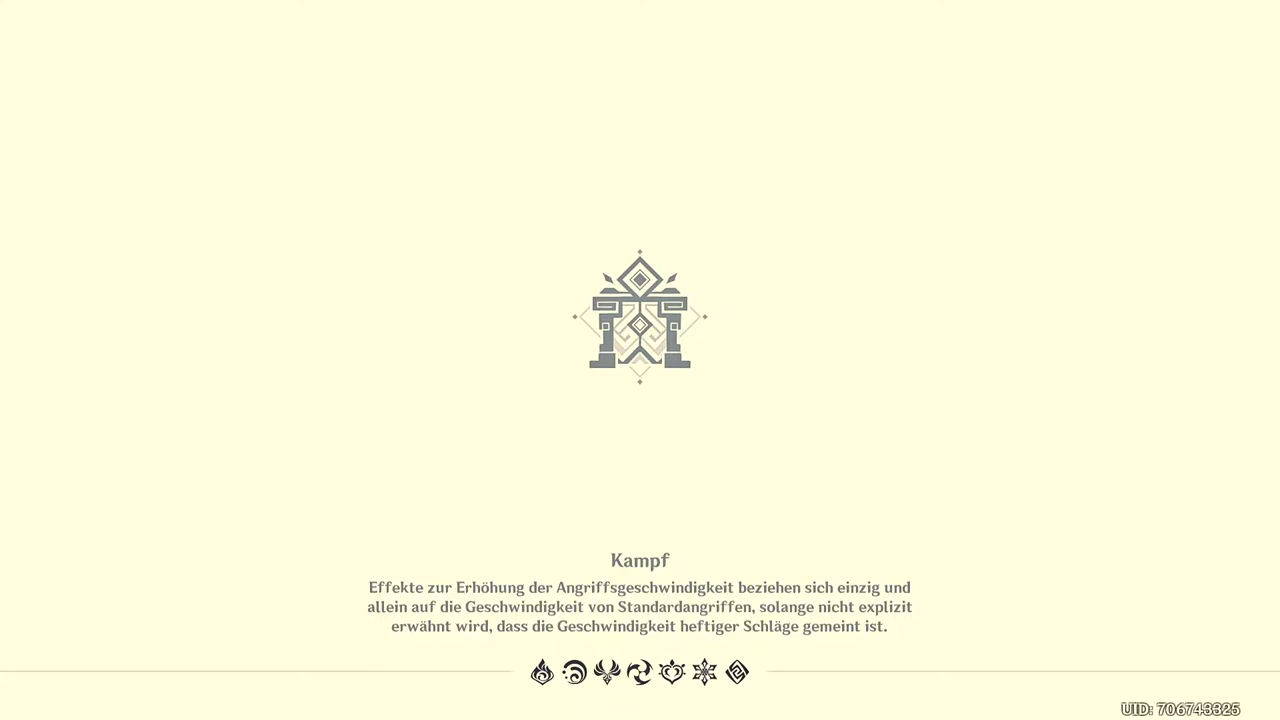 Kampf
Effekte zur Erhöhung der Angriffsgeschwindigkeit beziehen sich einzig und
allein auf die Geschwindigkeit von Standardangriffen, solange nicht explizit
erwähnt wird, dass die Geschwindigkeit heftiger Schläge gemeint ist.
UID: 706743325